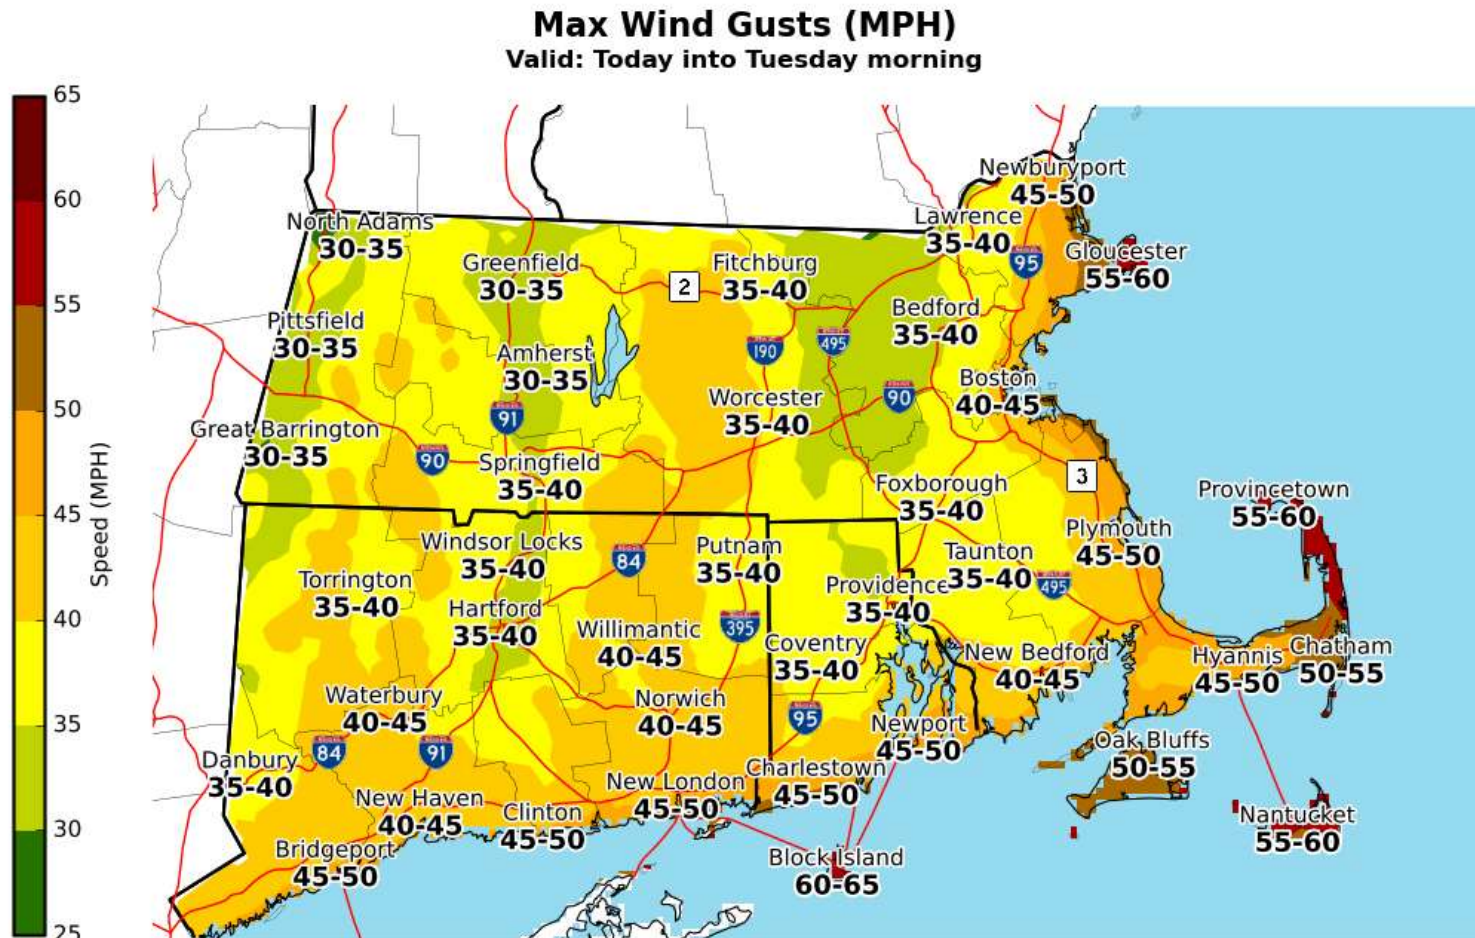 Max Wind Gusts (MPH)
Valid: Today into Tuesday morning
65
60
55
50
45
40
35
30
25
Speed (MPH)
Newburyport
45-50
North Adams
30-35
Lawrence
35-40
Gloucester
55-60
Greenfield
30-35
Fitchburg
35-40
95
2
Bedford
35-40
Pittsfield
30-35
190
495
Amherst
30-35
Boston
40-45
Worcester
35-40
90
91
Great Barrington
30-35
90
Springfield
35-40
Foxborough
35-40
3
Provincetown
55-60
Windsor Locks
35-40
84
Putnam
35-40
Plymouth
45-50
Taunton
35-40
495
Torrington
35-40
Providence
35-40
Hartford
35-40
Willimantic
40-45
395
Coventry
35-40
New Bedford
40-45
Hyannis
45-50
Chatham
50-55
Waterbury
40-45
Norwich
40-45
95
Newport
45-50
84
91
Oak Bluffs
50-55
Danbury
35-40
New London
45-50
Charlestown
45-50
New Haven
40-45
Clinton
45-50
Nantucket
55-60
Bridgeport
45-50
Block Island
60-65